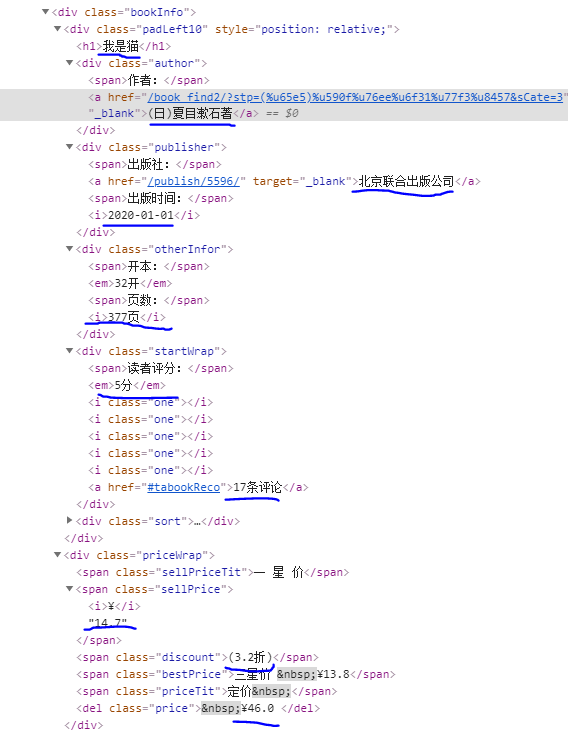 ▼<div class="bookInfo">
▼<div class="padLeft10" style="position: relative;">
<h1>我是猫</h1>
▼<div class="author">
<span>作者：</span>
<a href="/book_find2/?stp=(%u65e5)%u590f%u76ee%u6f31%u77f3%u8457&sCate=3"
"_blank">(日)夏目漱石著</a> == $0
</div>
▼<div class="publisher">
<span>出版社：</span>
<a href="/publish/5596/" target="_blank">北京联合出版公司</a>
<span>出版时间：</span>
<i>2020-01-01</i>
</div>
▼<div class="otherInfor">
<span>开本：</span>
<em>32开</em>
<span>页数：</span>
<i>377页</i>
</div>
▼<div class="startWrap">
<span>读者评分：</span>
<em>5分</em>
<i class="one"></i>
<i class="one"></i>
<i class="one"></i>
<i class="one"></i>
<i class="one"></i>
<a href="#tabookReco">17条评论</a>
</div>
▶<div class="sort">…</div>
</div>
▼<div class="priceWrap">
<span class="sellPriceTit">一 星 价</span>
▼<span class="sellPrice">
<i>¥</i>
"14.7"
</span>
<span class="discount">(3.2折)</span>
<span class="bestPrice">三星价 &nbsp;¥13.8</span>
<span class="priceTit">定价&nbsp;</span>
<del class="price">&nbsp;¥46.0 </del>
</div>